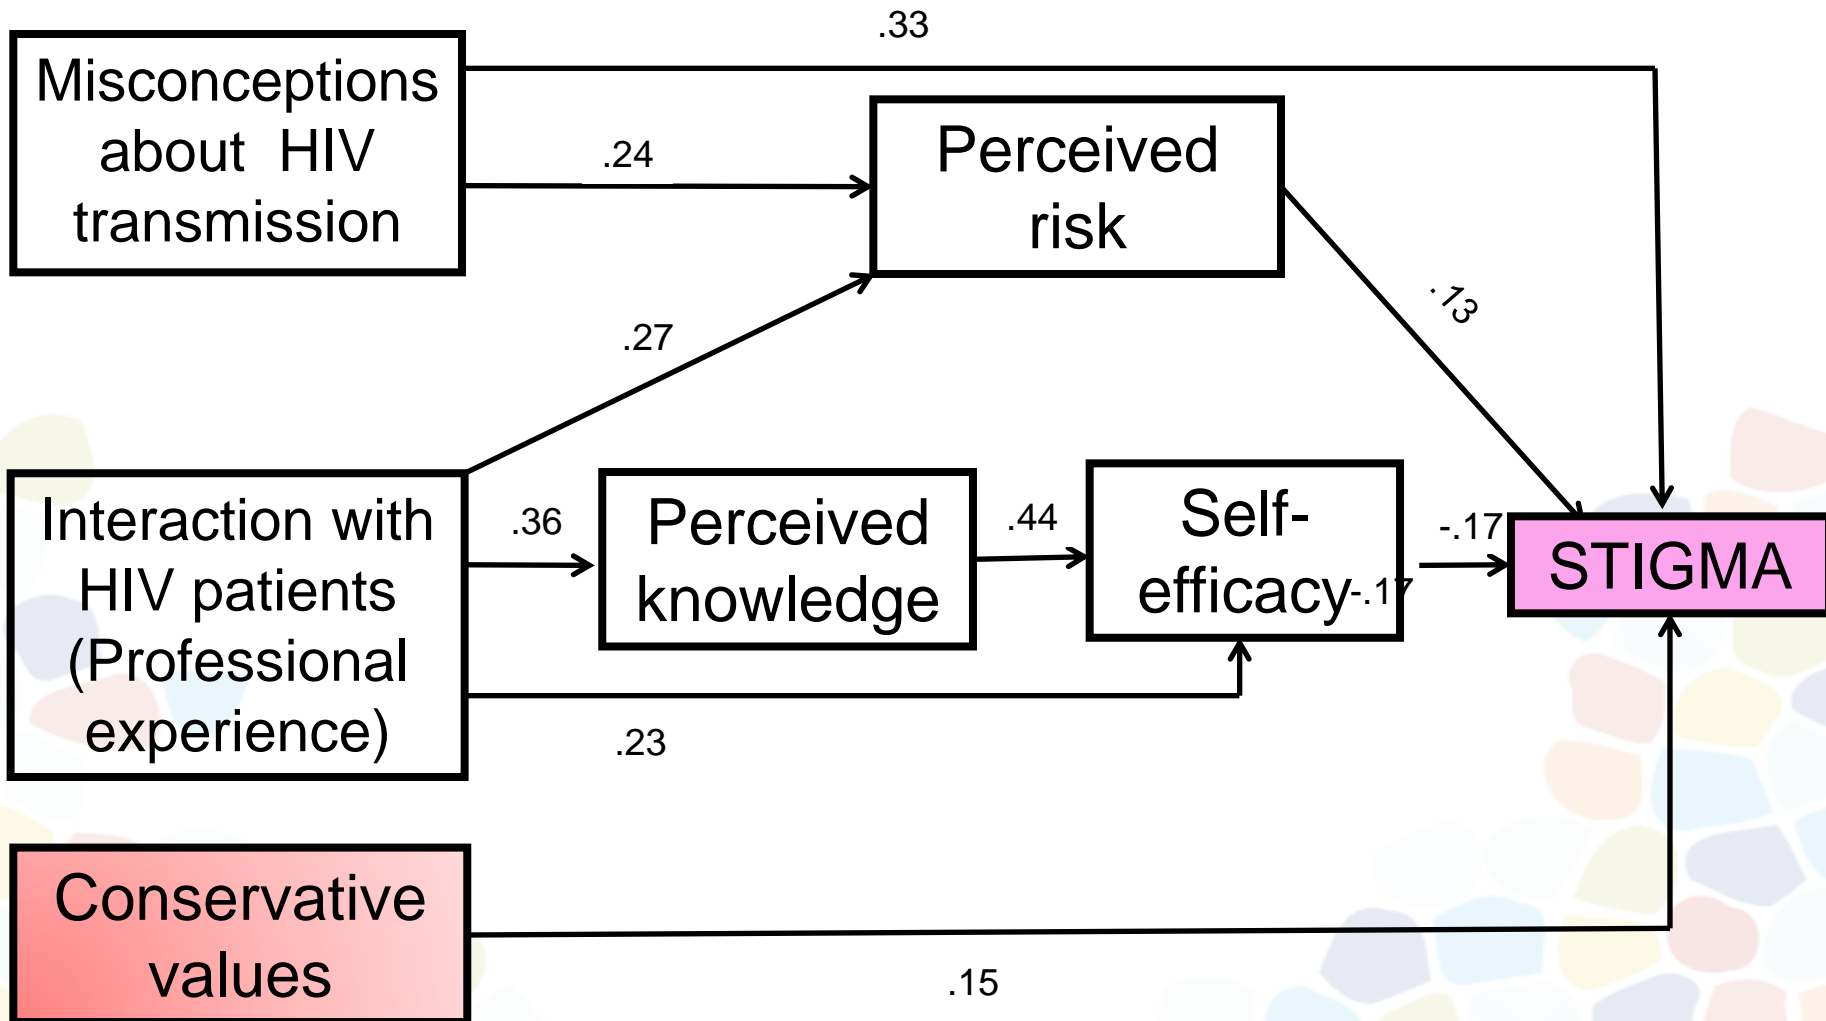 .33
Misconceptions
about HIV
transmission
.24
Perceived
risk
.13
.27
Interaction with
HIV patients
(Professional
experience)
.36
Perceived
knowledge
.44
Self-
efficacy
-.17
-.17
STIGMA
.23
Conservative
values
.15